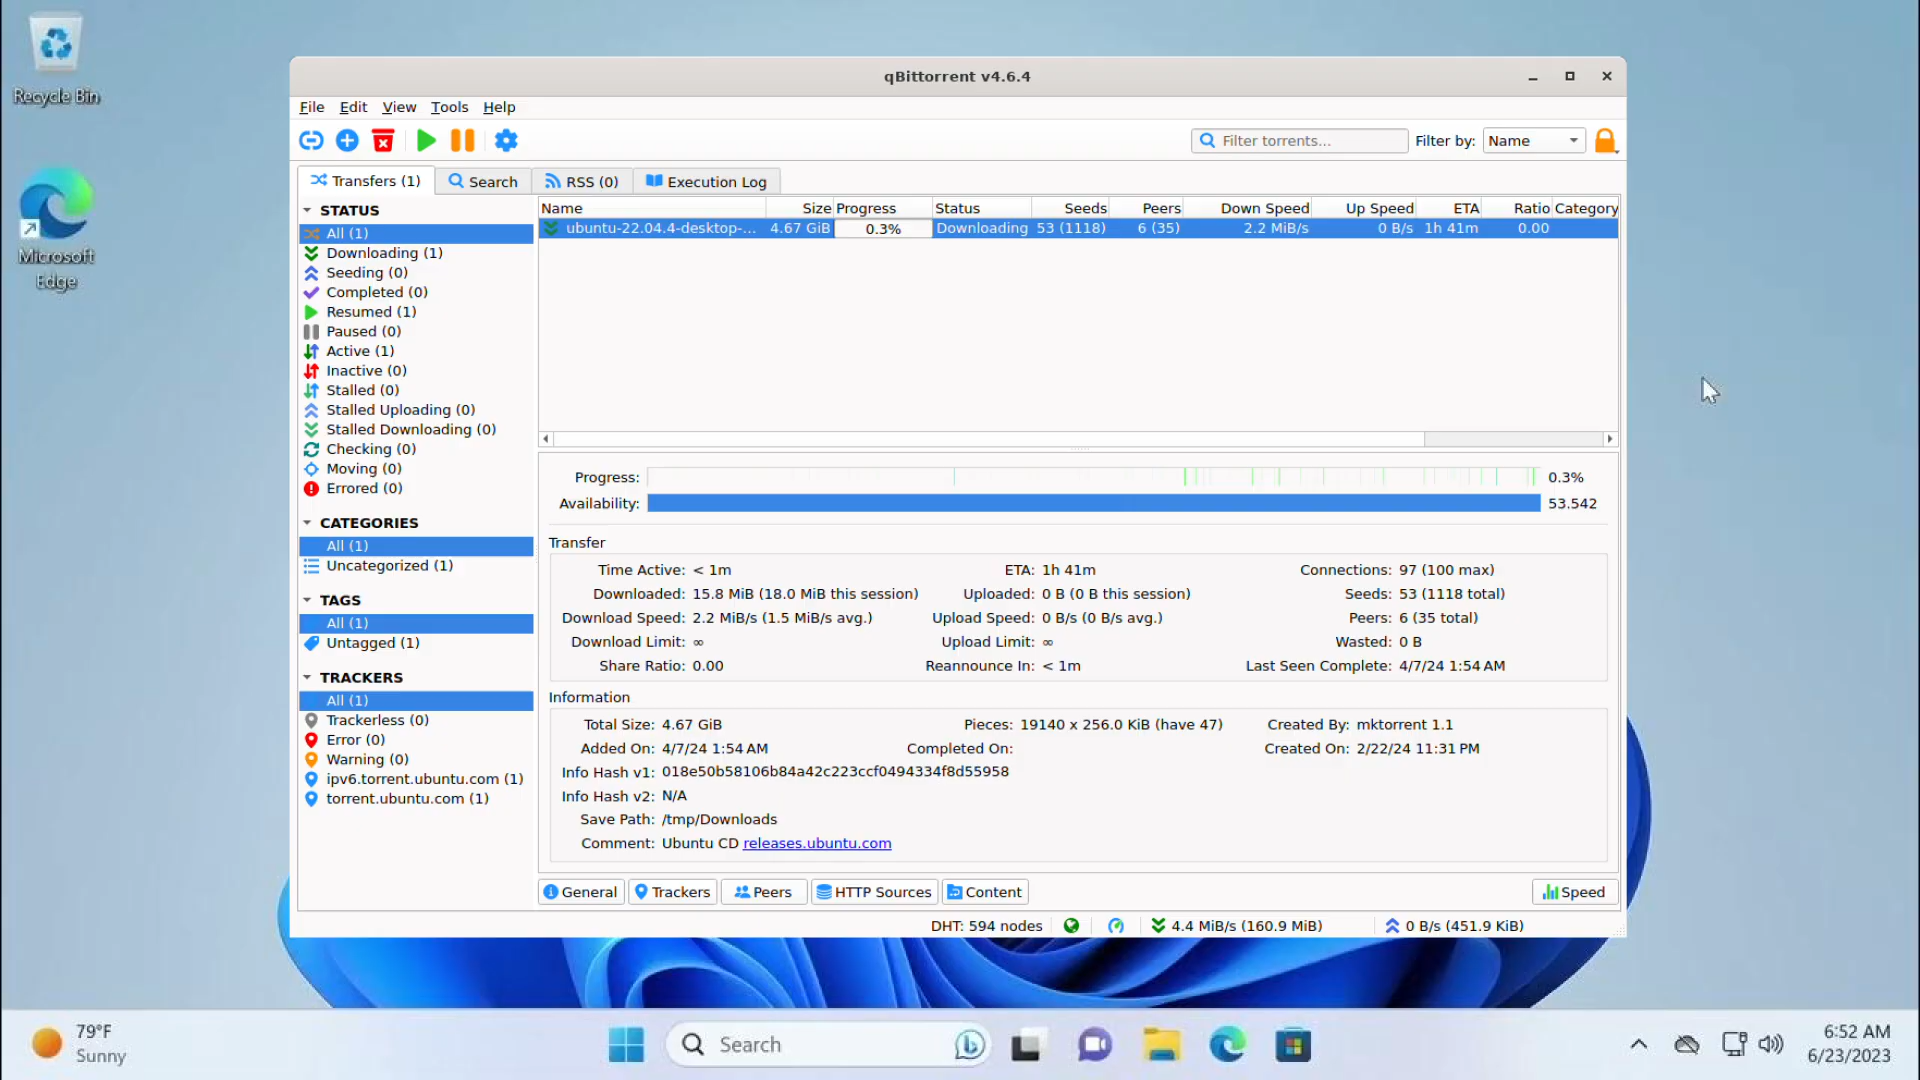 Recycle Bin
Microsoft
Edge
qBittorrent v4.6.4
File Edit View Tools Help
Filter torrents... Filter by: Name
Transfers (1) Search RSS (0) Execution Log
STATUS
All (1)
Downloading (1)
Seeding (0)
Completed (0)
Resumed (1)
Paused (0)
Active (1)
Inactive (0)
Stalled (0)
Stalled Uploading (0)
Stalled Downloading (0)
Checking (0)
Moving (0)
Errored (0)
CATEGORIES
All (1)
Uncategorized (1)
TAGS
All (1)
Untagged (1)
TRACKERS
All (1)
Trackerless (0)
Error (0)
Warning (0)
ipv6.torrent.ubuntu.com (1)
torrent.ubuntu.com (1)
Name Size Progress Status Seeds Peers Down Speed Up Speed ETA Ratio Category
ubuntu-22.04.4-desktop-... 4.67 GiB 0.3% Downloading 53 (1118) 6 (35) 2.2 MiB/s 0 B/s 1h 41m 0.00
Progress: 0.3%
Availability: 53.542
Transfer
Time Active: < 1m ETA: 1h 41m Connections: 97 (100 max)
Downloaded: 15.8 MiB (18.0 MiB this session) Uploaded: 0 B (0 B this session) Seeds: 53 (1118 total)
Download Speed: 2.2 MiB/s (1.5 MiB/s avg.) Upload Speed: 0 B/s (0 B/s avg.) Peers: 6 (35 total)
Download Limit: ∞ Upload Limit: ∞ Wasted: 0 B
Share Ratio: 0.00 Reannounce In: < 1m Last Seen Complete: 4/7/24 1:54 AM
Information
Total Size: 4.67 GiB Pieces: 19140 x 256.0 KiB (have 47) Created By: mktorrent 1.1
Added On: 4/7/24 1:54 AM Completed On: Created On: 2/22/24 11:31 PM
Info Hash v1: 018e50b58106b84a42c223ccf0494334f8d55958
Info Hash v2: N/A
Save Path: /tmp/Downloads
Comment: Ubuntu CD releases.ubuntu.com
General Trackers Peers HTTP Sources Content Speed
DHT: 594 nodes 4.4 MiB/s (160.9 MiB) 0 B/s (451.9 KiB)
79°F
Sunny
Search
6:52 AM
6/23/2023